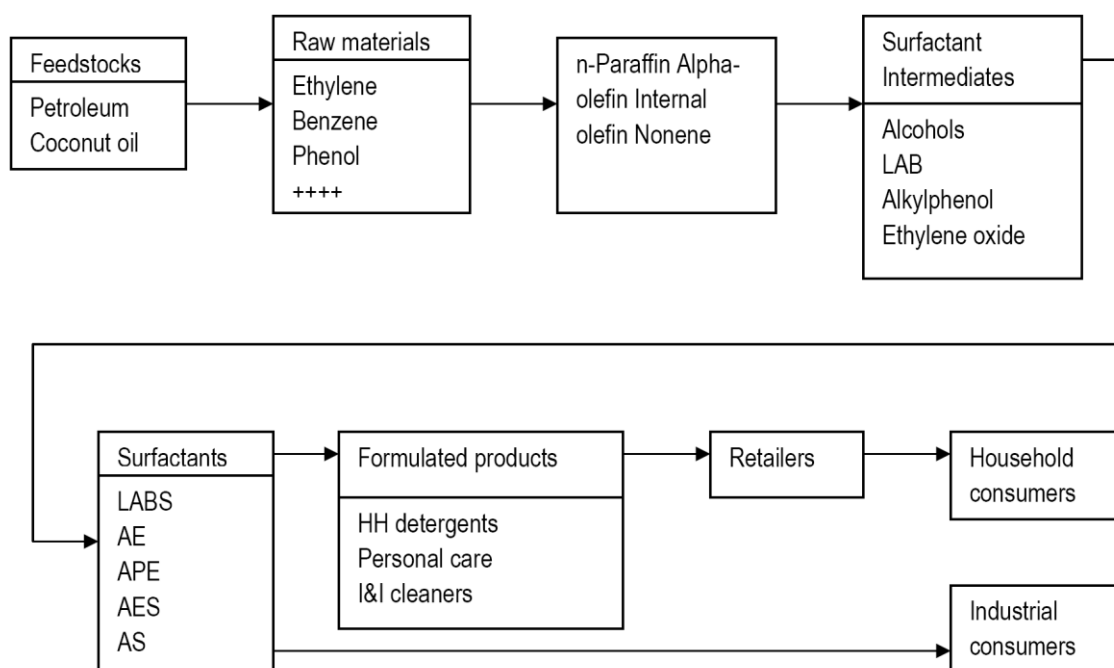 Feedstocks
Petroleum
Coconut oil
Raw materials
Ethylene
Benzene
Phenol
++++
n-Paraffin Alpha-
olefin Internal
olefin Nonene
Surfactant
Intermediates
Alcohols
LAB
Alkylphenol
Ethylene oxide
Surfactants
LABS
AE
APE
AES
AS
Formulated products
HH detergents
Personal care
I&I cleaners
Retailers
Household
consumers
Industrial
consumers